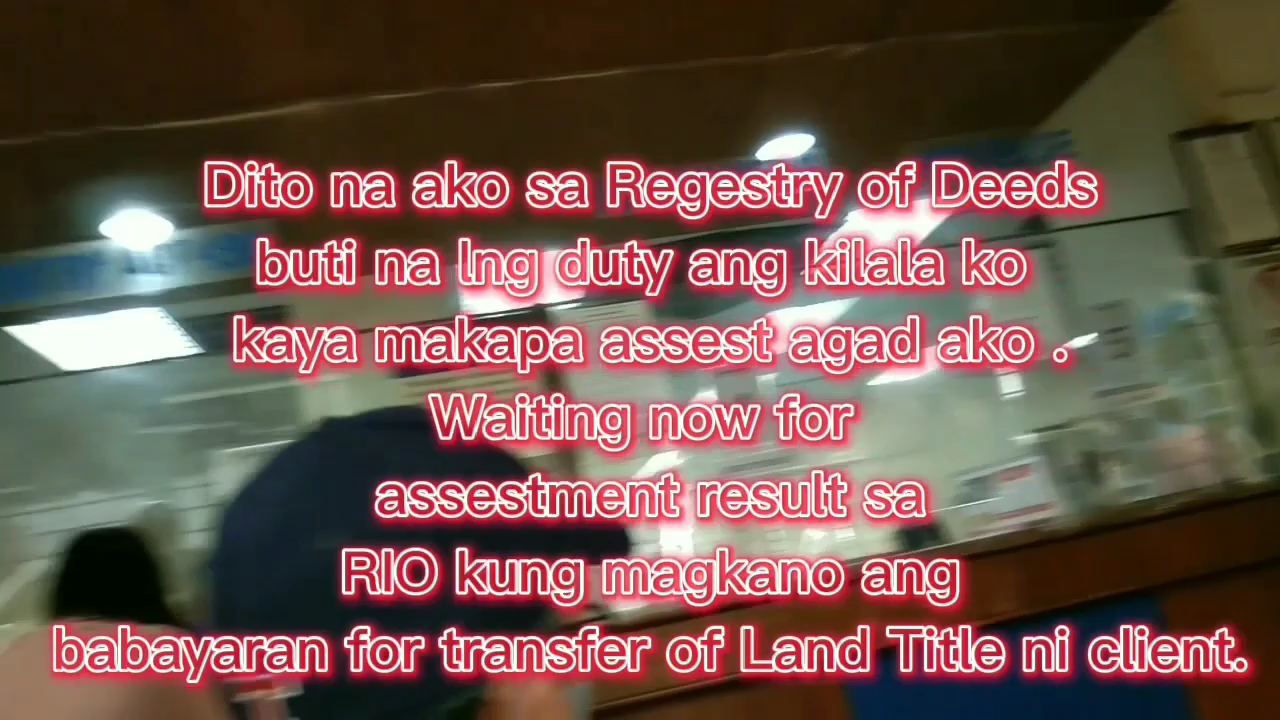 Dito na ako sa Regestry of Deeds
buti na lng duty ang kilala ko
kaya makapa assest agad ako .
Waiting now for
assestment result sa
RIO kung magkano ang
babayaran for transfer of Land Title ni client.